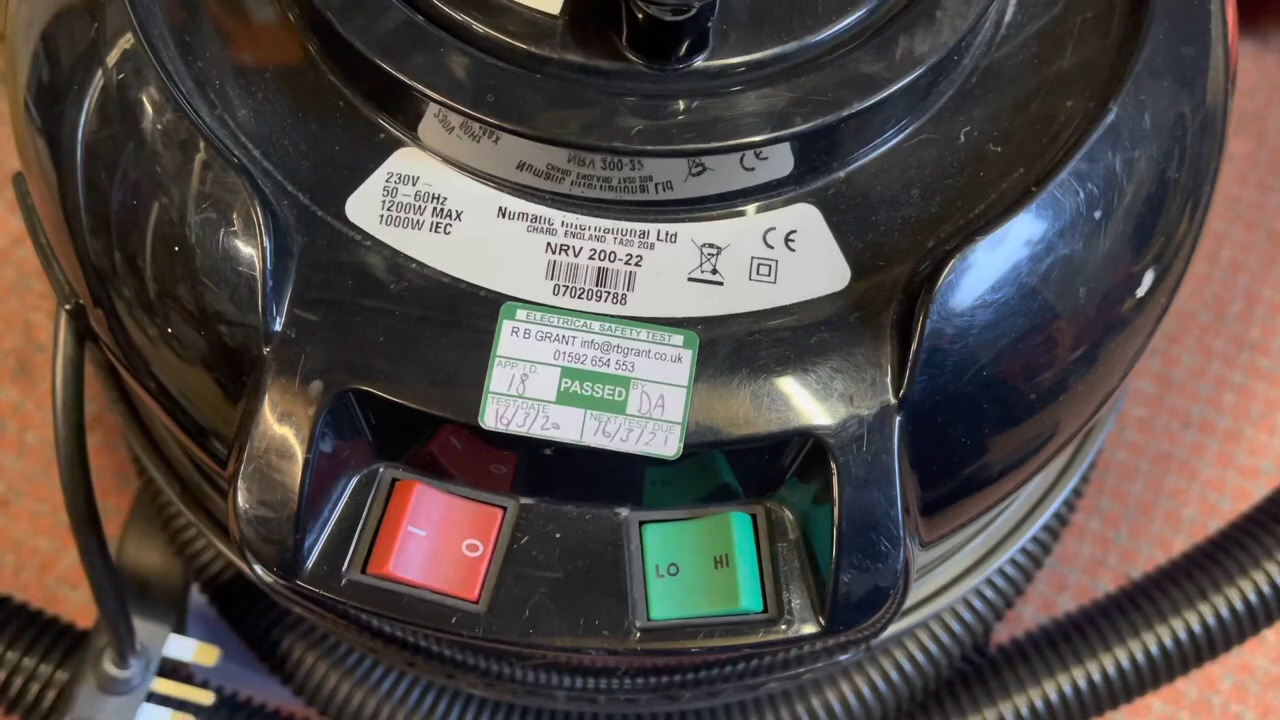 230V~
50-60Hz
1200W MAX
1000W IEC
Numatic International Ltd
CHARD, ENGLAND, TA20 2GB
NRV 200-22
070209788
CE
ELECTRICAL SAFETY TEST
R B GRANT info@rbgrant.co.uk
01592 654 553
APP. I.D. 18
PASSED
BY DA
TEST DATE 16/3/20
NEXT TEST DUE 16/3/21
I O
LO HI